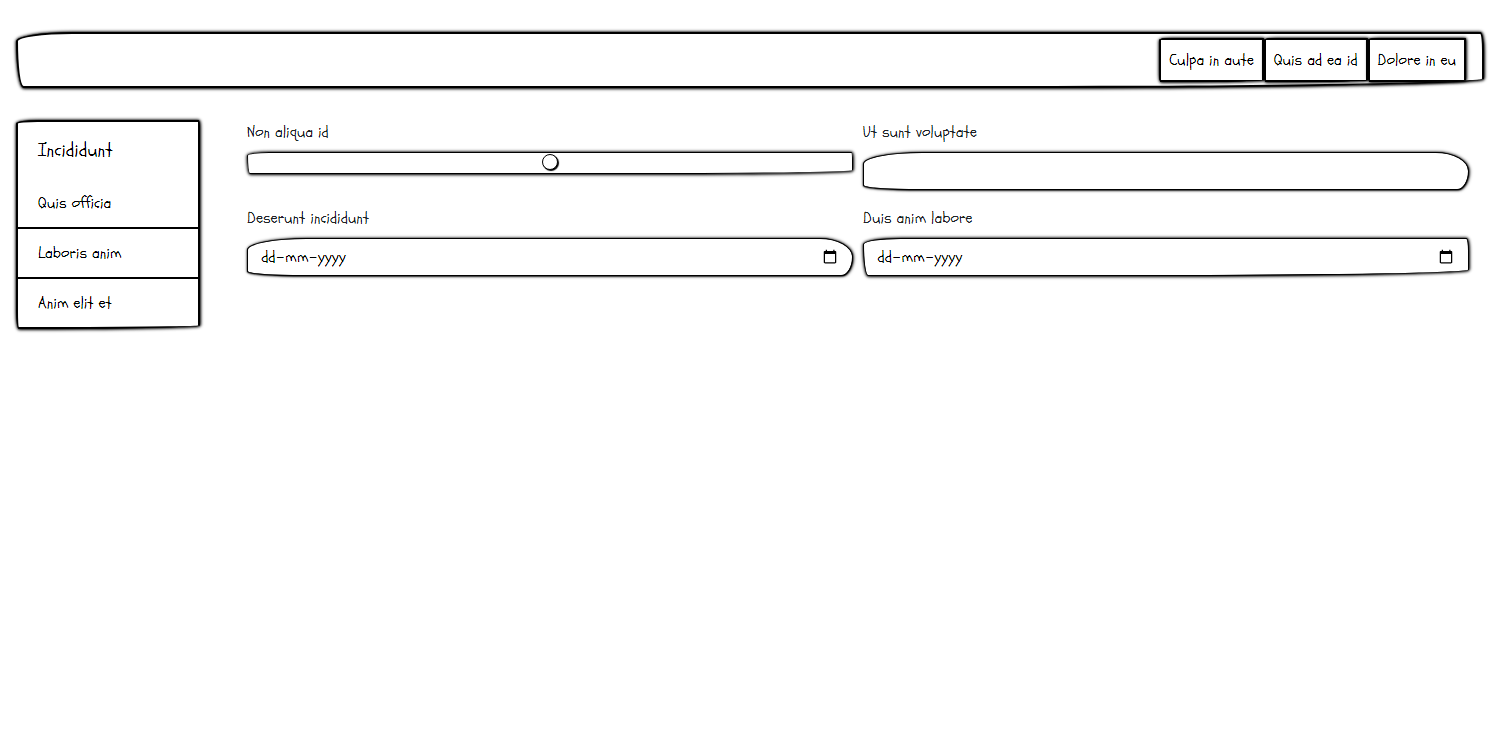 Culpa in aute
Quis ad ea id
Dolore in eu
Incididunt
Quis officia
Laboris anim
Anim elit et
Non aliqua id
Ut sunt voluptate
Deserunt incididunt
dd-mm-yyyy
Duis anim labore
dd-mm-yyyy